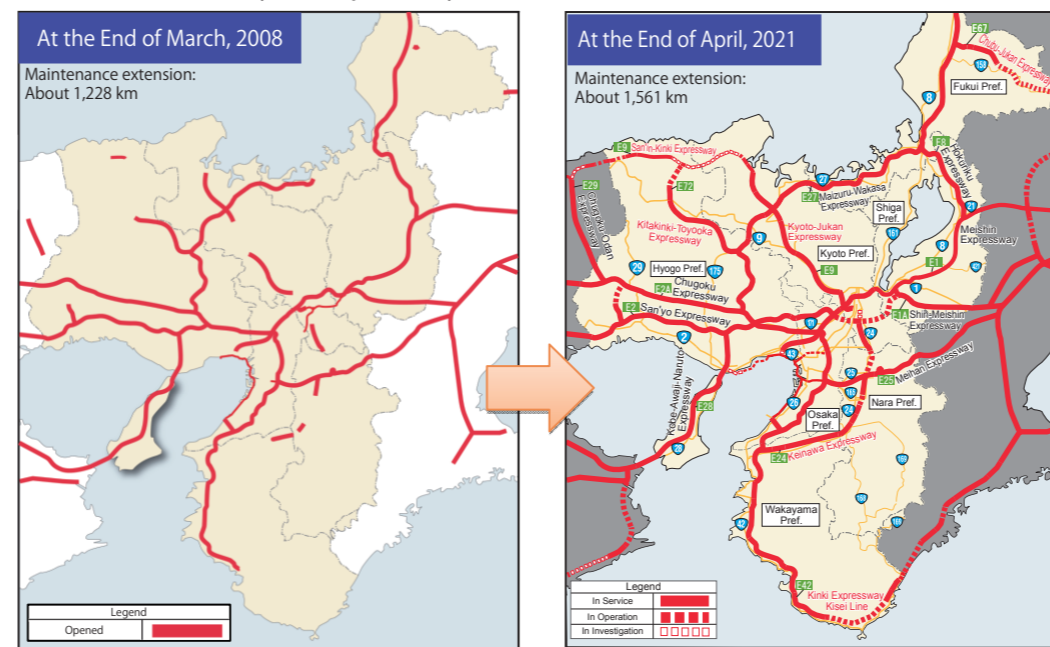 At the End of March, 2008
Maintenance extension:
About 1,228 km
Legend
Opened
At the End of April, 2021
Maintenance extension:
About 1,561 km
E67
Chubu-Jukan Expressway
158
Fukui Pref.
8
E8
Hokuriku
Expressway
E9
San'in-Kinki Expressway
E29
Chugoku-Odan
Expressway
E72
27
E27
Maizuru-Wakasa
Expressway
Shiga
Pref.
161
21
Meishin
Expressway
8
Kitakinki-Toyooka
Expressway
Kyoto-Jukan
Expressway
9
Kyoto Pref.
E1
29
Hyogo Pref.
175
E9
E2A
Chugoku
Expressway
1
E2
San'yo Expressway
E1A
Shin-Meishin
Expressway
2
24
43
25
E25
Meihan Expressway
Kobe-Awaji-Naruto
Expressway
E28
28
26
24
Nara Pref.
Osaka
Pref.
E24
Keinawa Expressway
169
168
Wakayama
Pref.
42
E42
Kinki Expressway
Kisei Line
Legend
In Service
In Operation
In Investigation